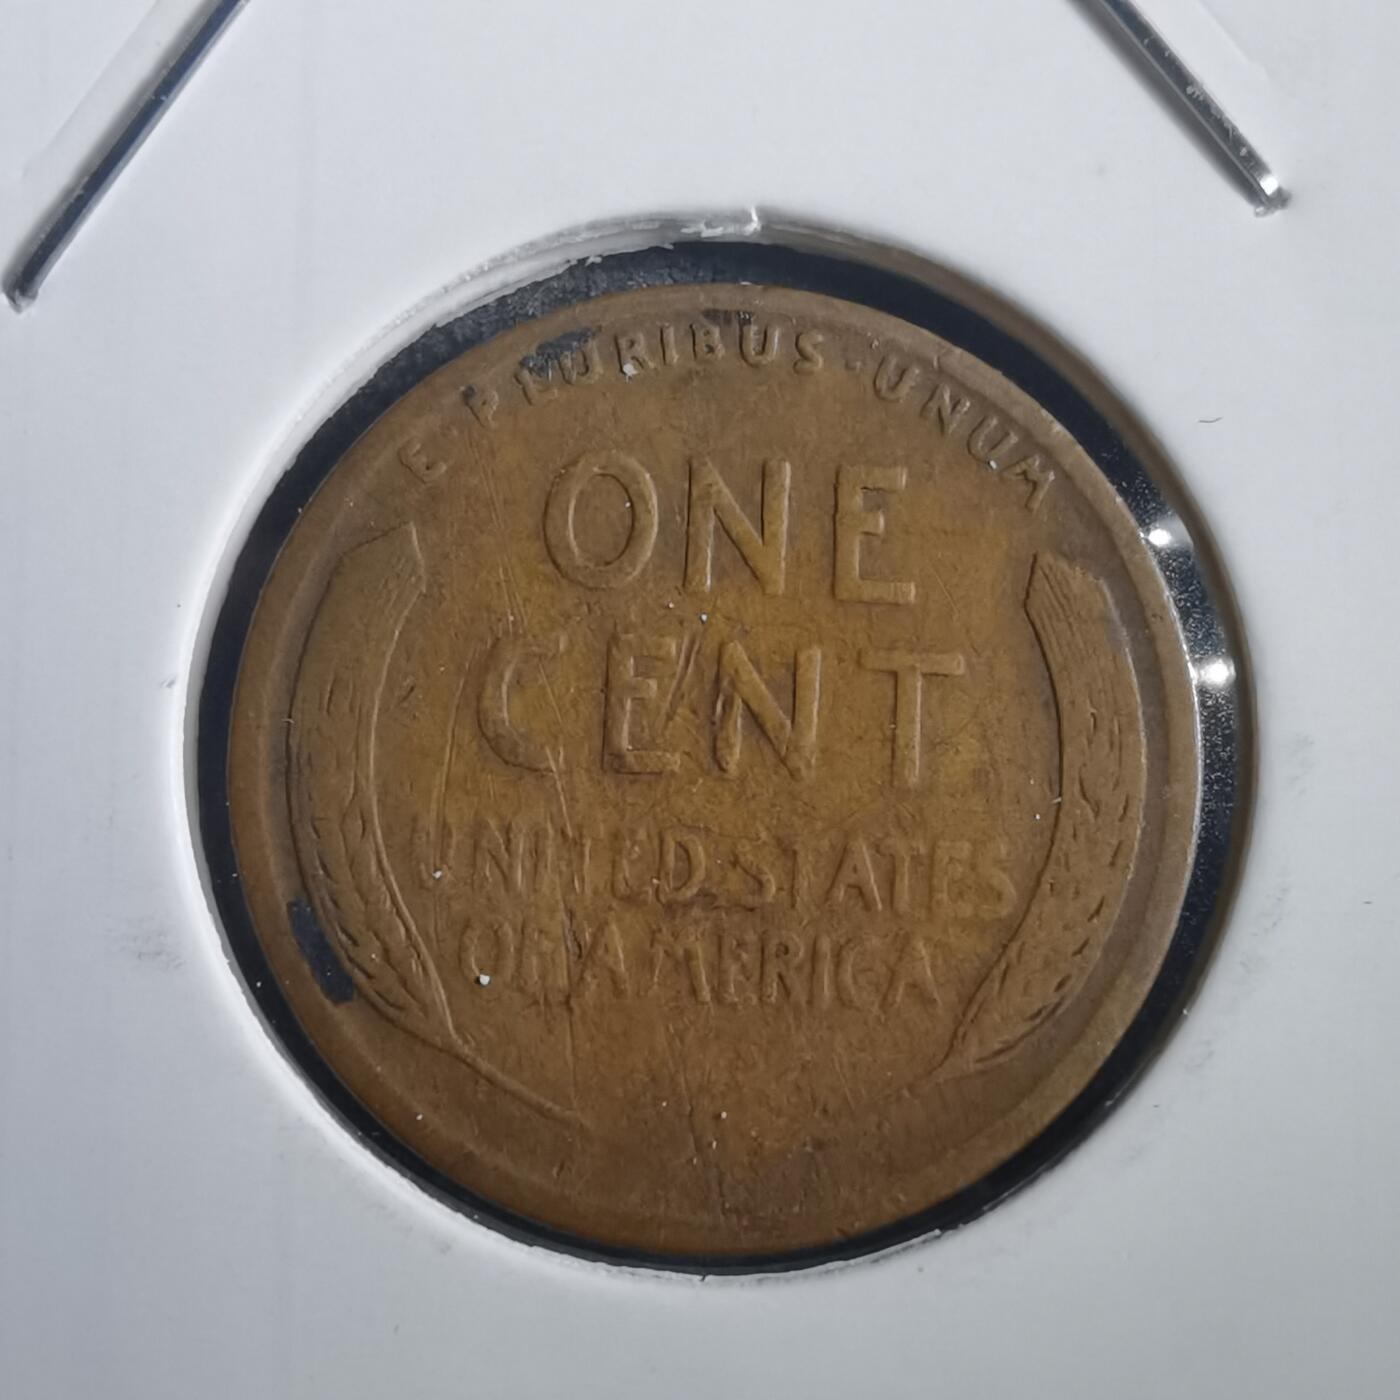 E·PLURIBUS·UNUM
ONE
CENT
UNITED STATES
OF AMERICA